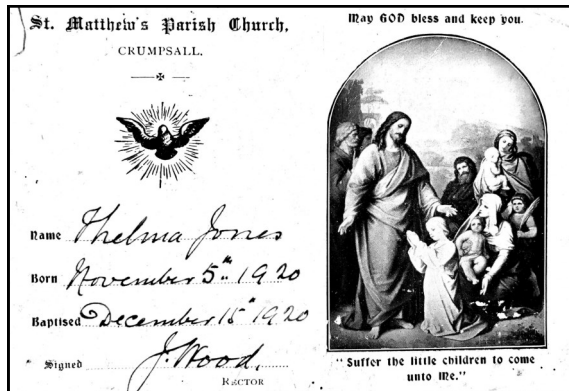 St. Matthew's Parish Church,
CRUMPSALL.
Name Thelma Jones
Born November 5th 1920
Baptised December 15" 1920
Signed J. Wood.
RECTOR
May GOD bless and keep you.
"Suffer the little children to come
unto Me."